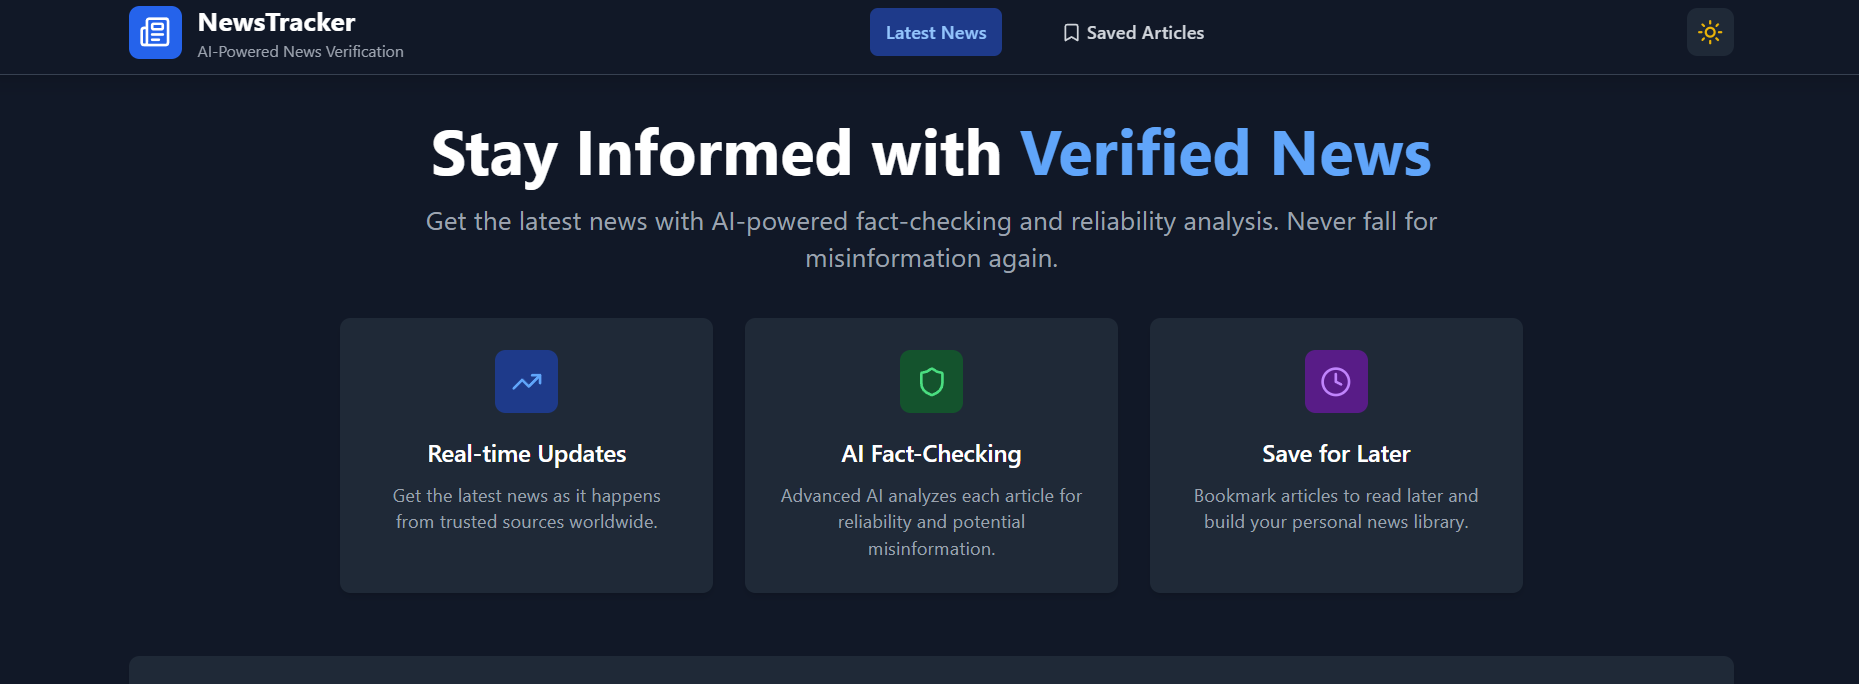 NewsTracker
AI-Powered News Verification
Latest News
Saved Articles
Stay Informed with Verified News
Get the latest news with AI-powered fact-checking and reliability analysis. Never fall for
misinformation again.
Real-time Updates
Get the latest news as it happens
from trusted sources worldwide.
AI Fact-Checking
Advanced AI analyzes each article for
reliability and potential
misinformation.
Save for Later
Bookmark articles to read later and
build your personal news library.